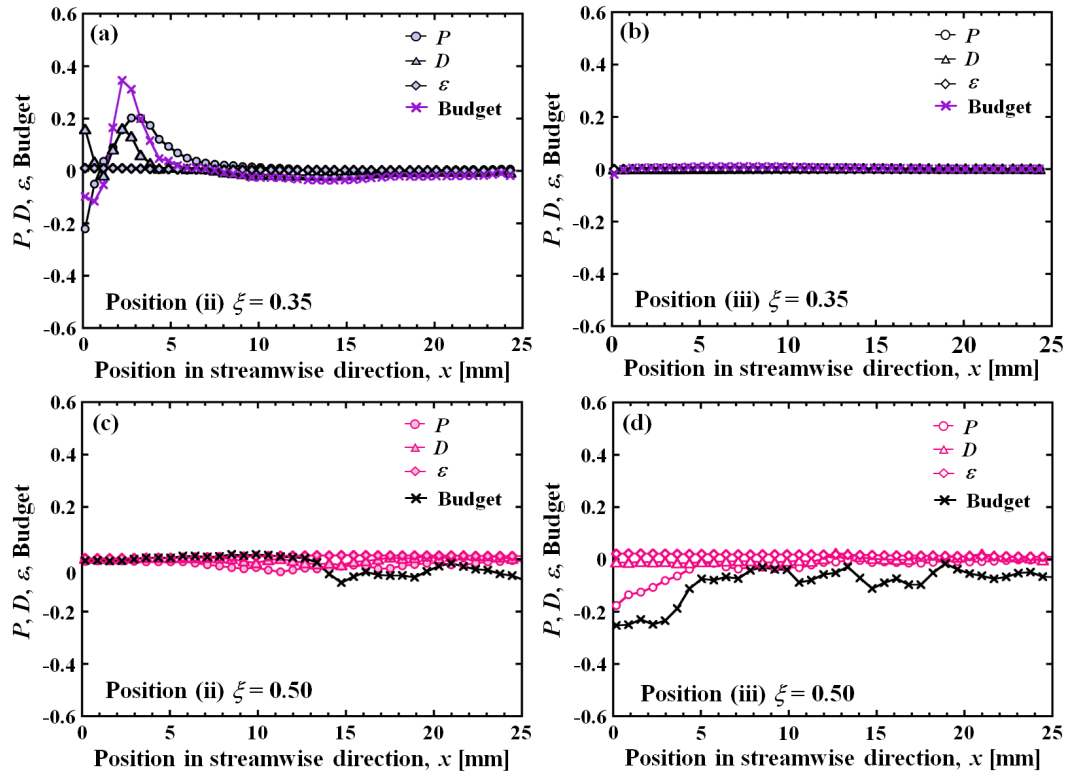 (a)
P
D
ε
Budget
0.6
0.4
0.2
0
-0.2
-0.4
-0.6
P, D, ε, Budget
Position (ii) ξ = 0.35
0 5 10 15 20 25
Position in streamwise direction, x [mm]
(b)
P
D
ε
Budget
0.6
0.4
0.2
0
-0.2
-0.4
-0.6
P, D, ε, Budget
Position (iii) ξ = 0.35
0 5 10 15 20 25
Position in streamwise direction, x [mm]
(c)
P
D
ε
Budget
0.6
0.4
0.2
0
-0.2
-0.4
-0.6
P, D, ε, Budget
Position (ii) ξ = 0.50
0 5 10 15 20 25
Position in streamwise direction, x [mm]
(d)
P
D
ε
Budget
0.6
0.4
0.2
0
-0.2
-0.4
-0.6
P, D, ε, Budget
Position (iii) ξ = 0.50
0 5 10 15 20 25
Position in streamwise direction, x [mm]